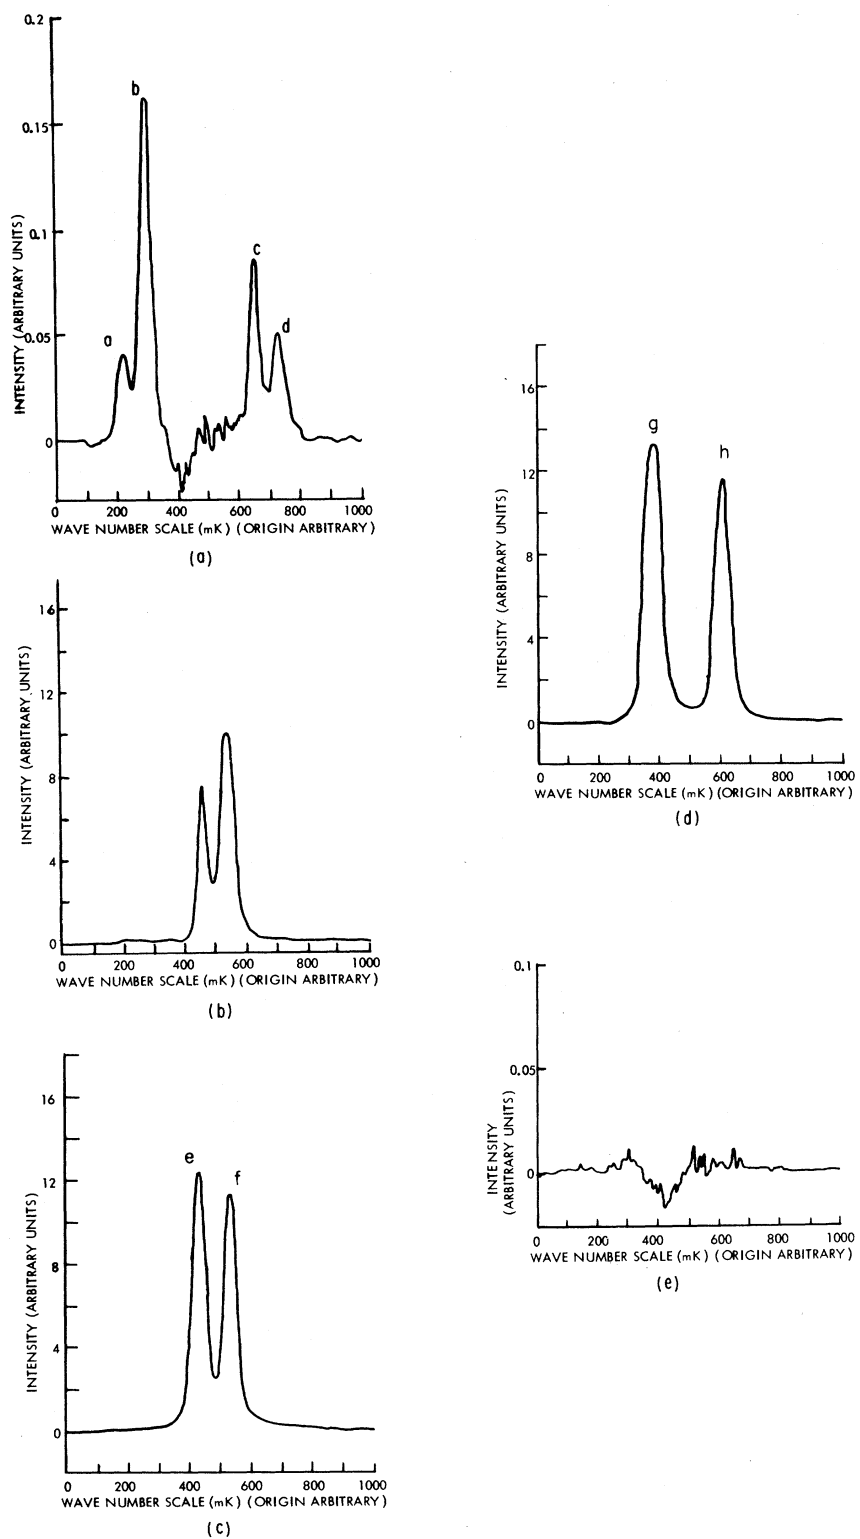 0.2
b
0.15
0.1
c
a
d
0.05
0
INTENSITY (ARBITRARY UNITS)
0 200 400 600 800 1000
WAVE NUMBER SCALE (mK) (ORIGIN ARBITRARY)
(a)
16
12
8
4
0
INTENSITY (ARBITRARY UNITS)
0 200 400 600 800 1000
WAVE NUMBER SCALE (mK) (ORIGIN ARBITRARY)
(b)
16
e
f
12
8
4
0
INTENSITY (ARBITRARY UNITS)
0 200 400 600 800 1000
WAVE NUMBER SCALE (mK) (ORIGIN ARBITRARY)
(c)
16
g
h
12
8
4
0
INTENSITY (ARBITRARY UNITS)
0 200 400 600 800 1000
WAVE NUMBER SCALE (mK) (ORIGIN ARBITRARY)
(d)
0.1
0.05
0
INTENSITY
(ARBITRARY UNITS)
0 200 400 600 800 1000
WAVE NUMBER SCALE (mK) (ORIGIN ARBITRARY)
(e)